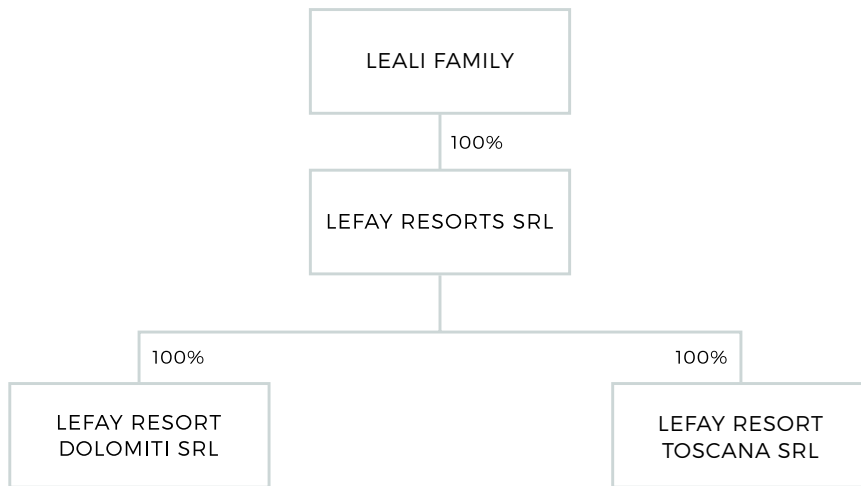 LEALI FAMILY
100%
LEFAY RESORTS SRL
100%
100%
LEFAY RESORT
DOLOMITI SRL
LEFAY RESORT
TOSCANA SRL